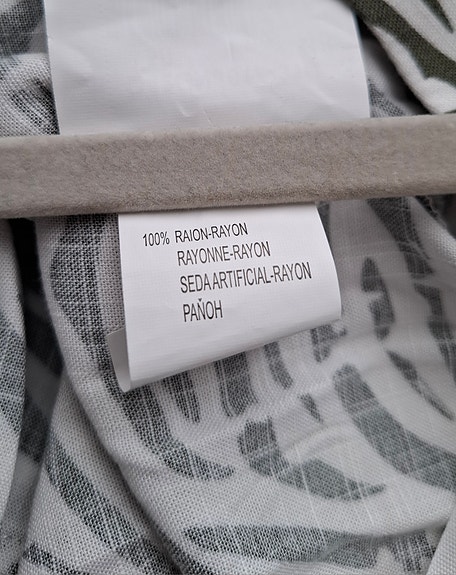 100% RAION-RAYON
RAYONNE-RAYON
SEDA ARTIFICIAL-RAYON
PAŇOH